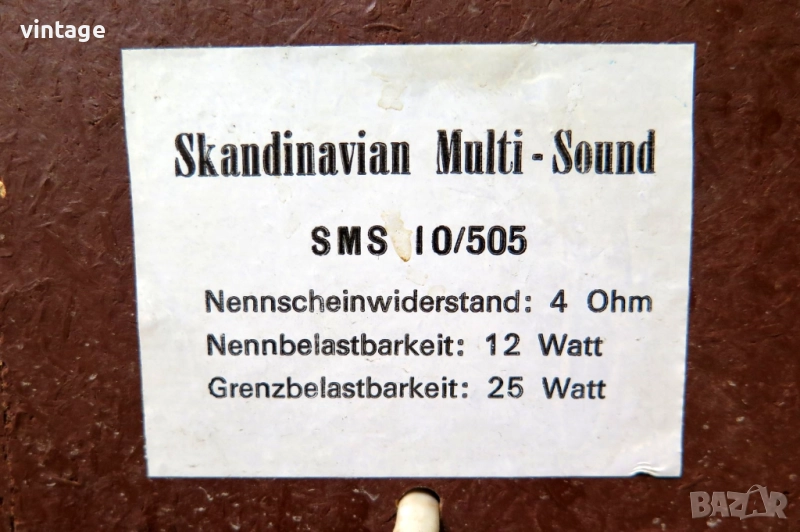 vintage
Skandinavian Multi-Sound
SMS 10/505
Nennscheinwiderstand: 4 Ohm
Nennbelastbarkeit: 12 Watt
Grenzbelastbarkeit: 25 Watt
BAZAR